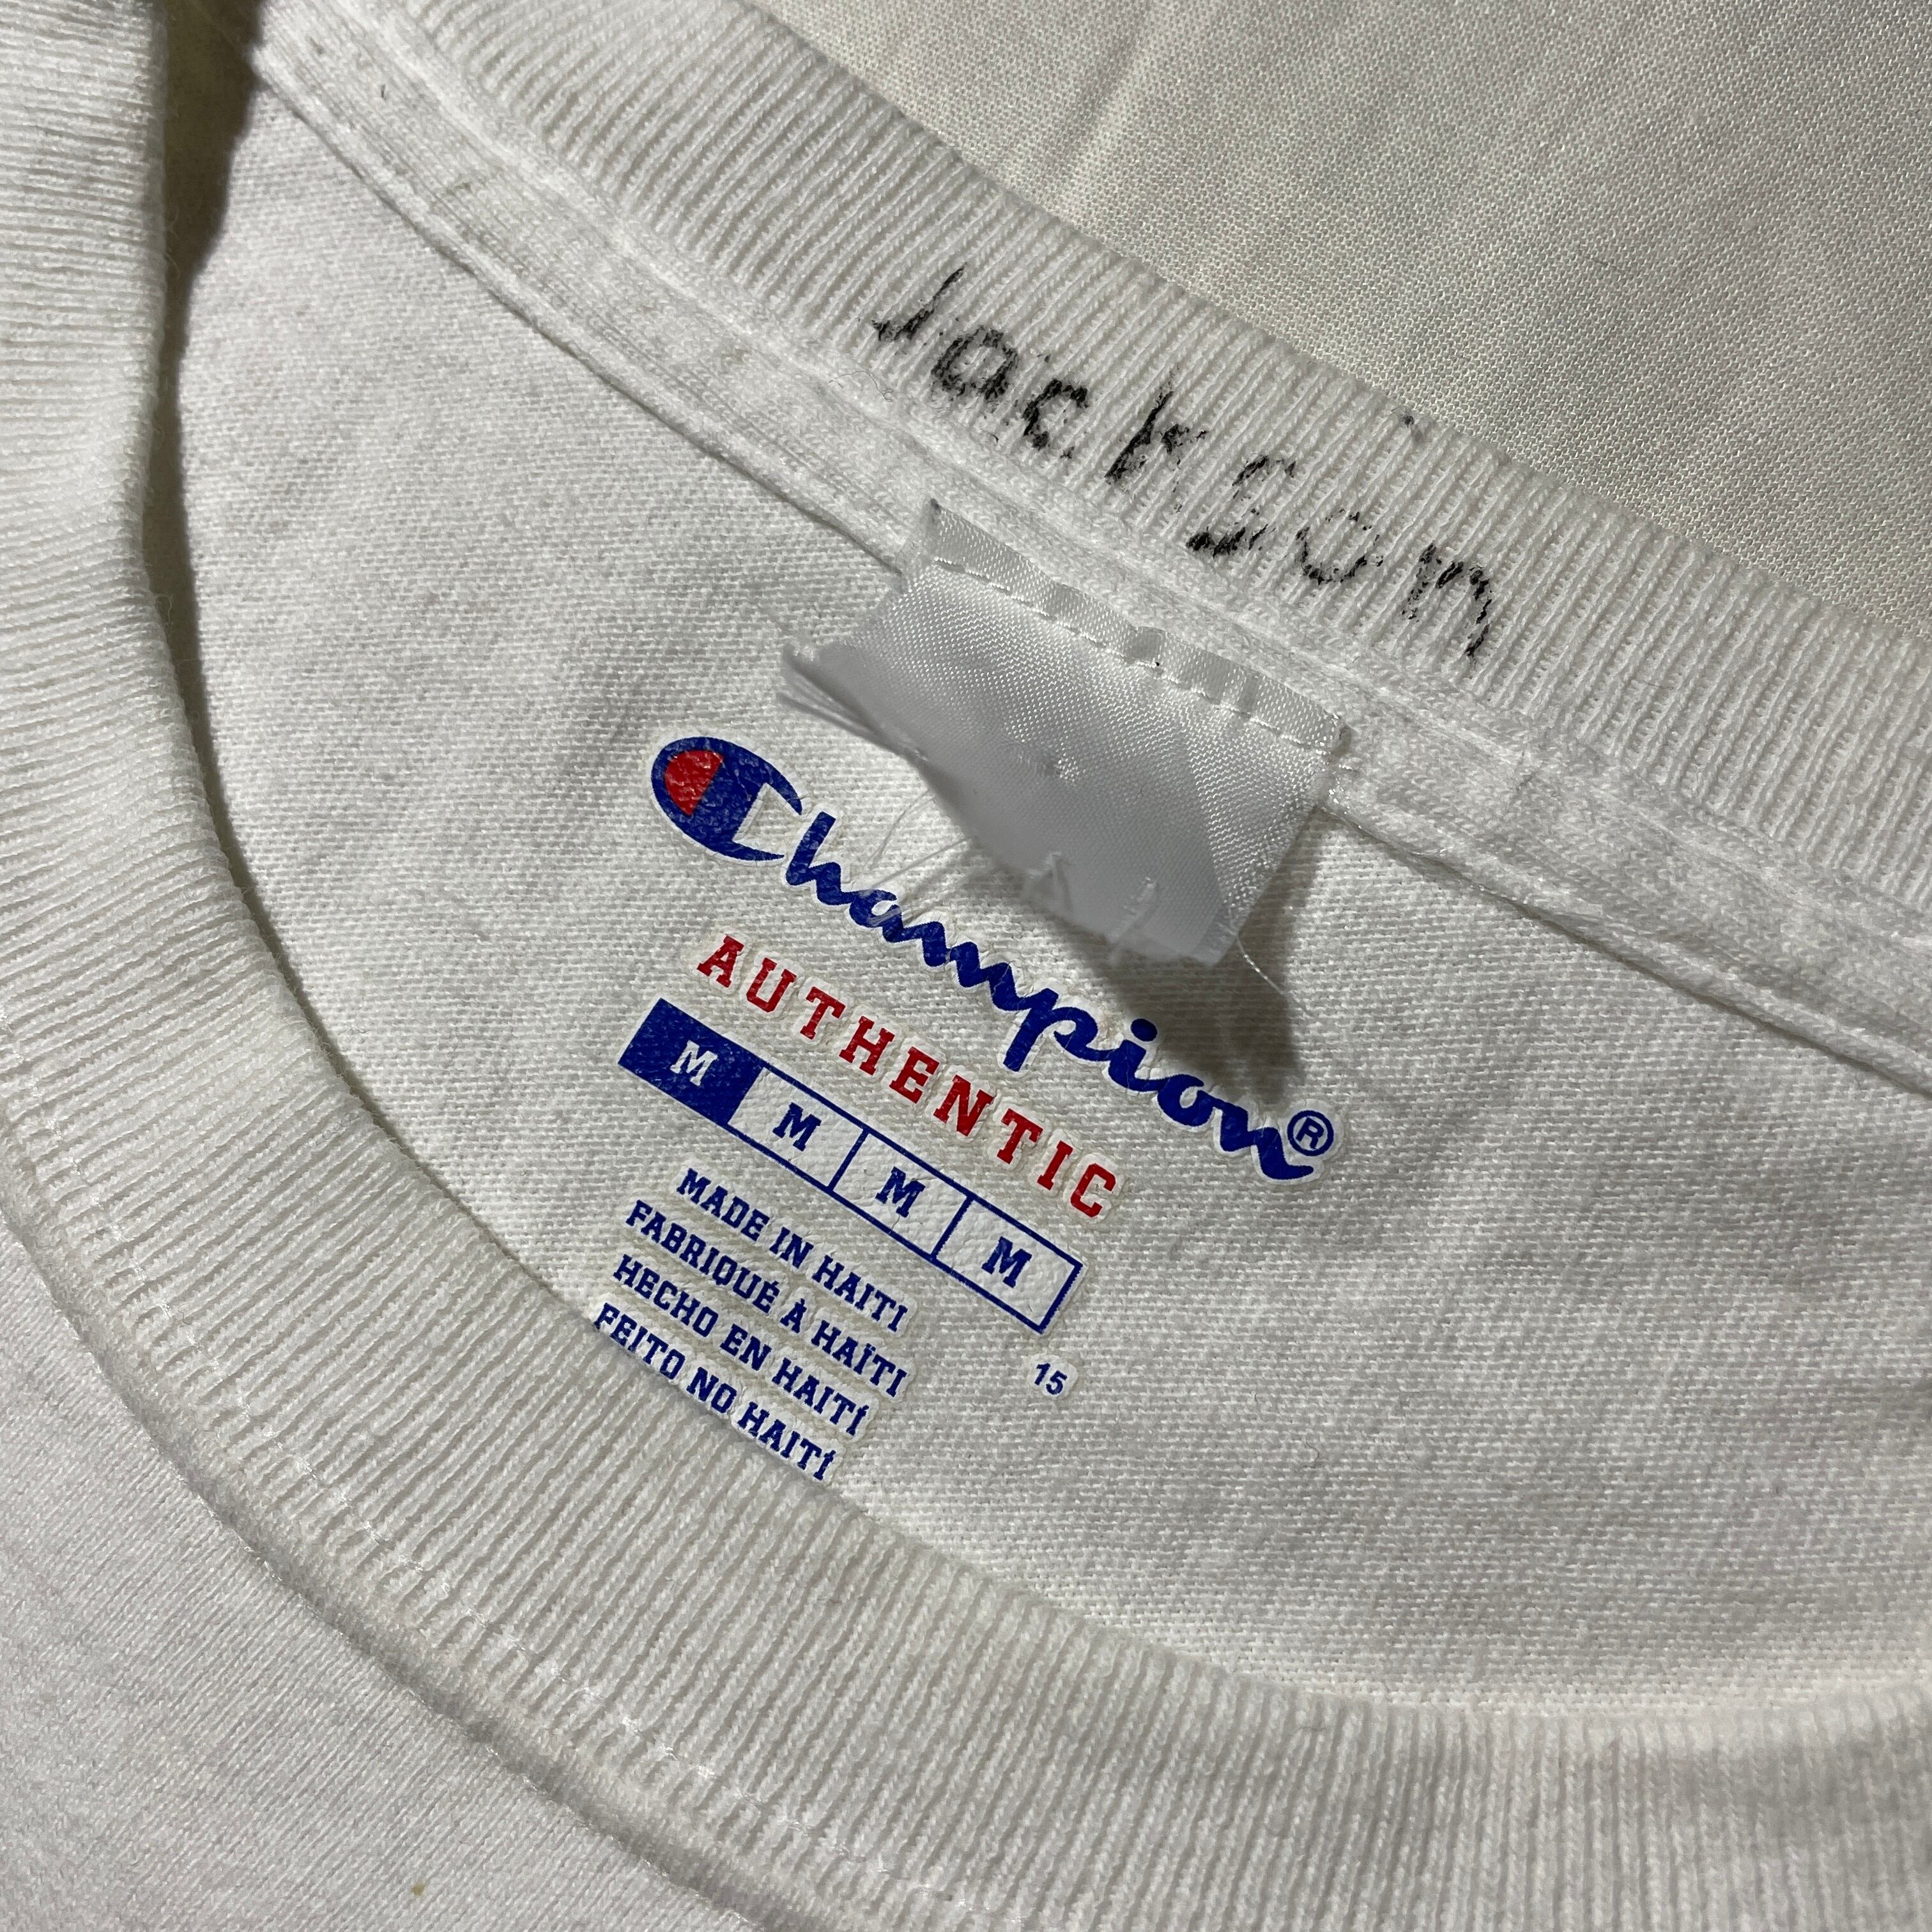 Jackson
Champion®
AUTHENTIC
M M M M
MADE IN HAITI
FABRIQUÉ À HAÏTI
HECHO EN HAITÍ
FEITO NO HAITÍ
15